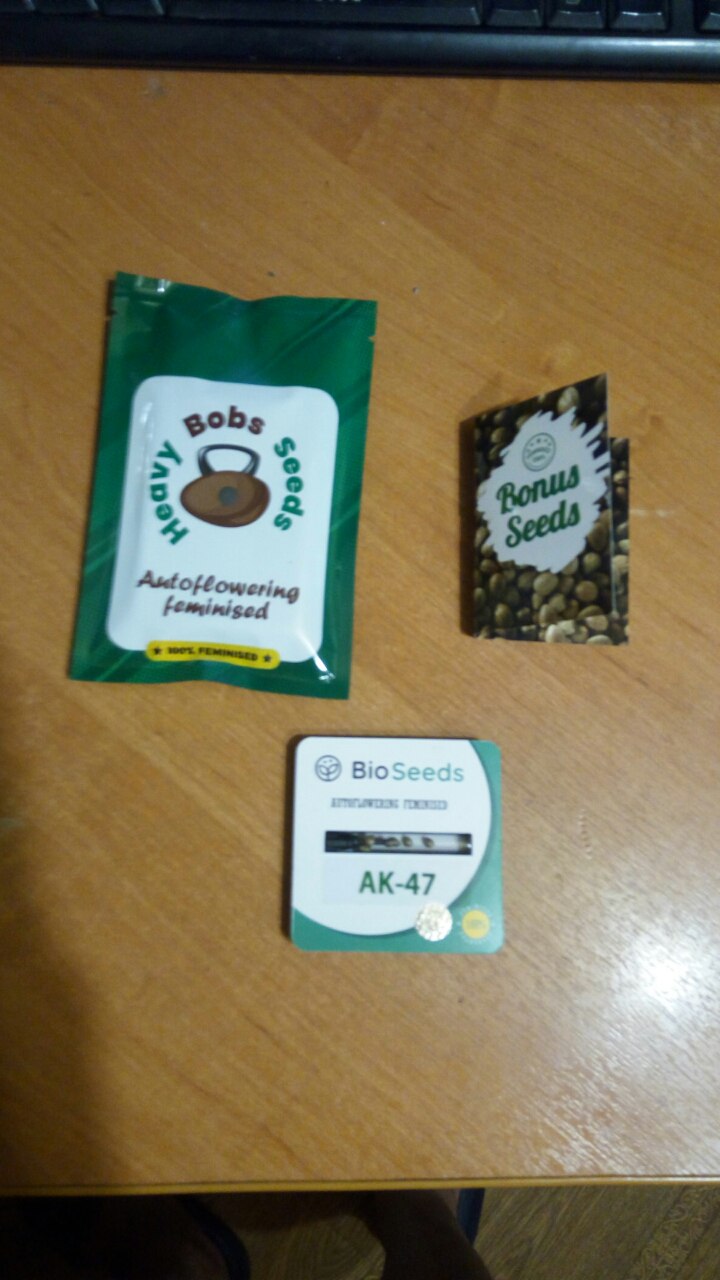 Heavy Bobs Seeds
Autoflowering
feminised
★ 100% FEMINISED ★
Bonus
Seeds
BioSeeds
AUTOFLOWERING FEMINISED
AK-47